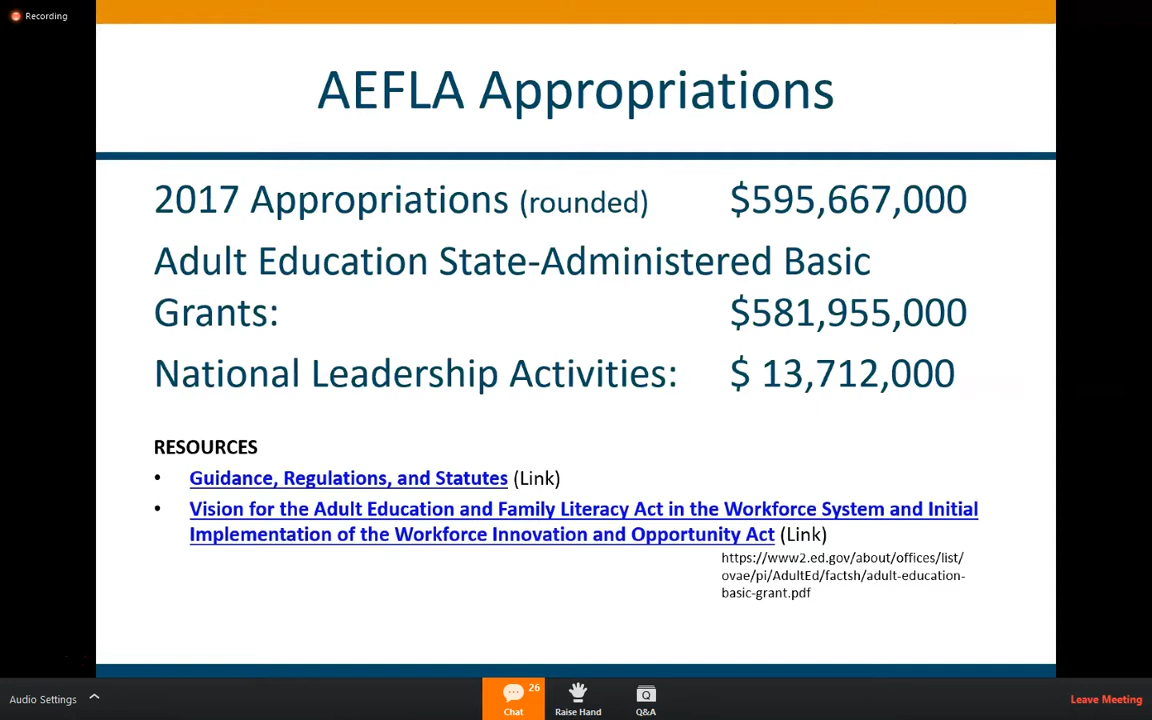 Recording
AEFLA Appropriations
2017 Appropriations (rounded) $595,667,000
Adult Education State-Administered Basic
Grants: $581,955,000
National Leadership Activities: $ 13,712,000
RESOURCES
• Guidance, Regulations, and Statutes (Link)
• Vision for the Adult Education and Family Literacy Act in the Workforce System and Initial
Implementation of the Workforce Innovation and Opportunity Act (Link)
https://www2.ed.gov/about/offices/list/
ovae/pi/AdultEd/factsh/adult-education-
basic-grant.pdf
Audio Settings
26
Chat
Raise Hand
Q
Q&A
Leave Meeting